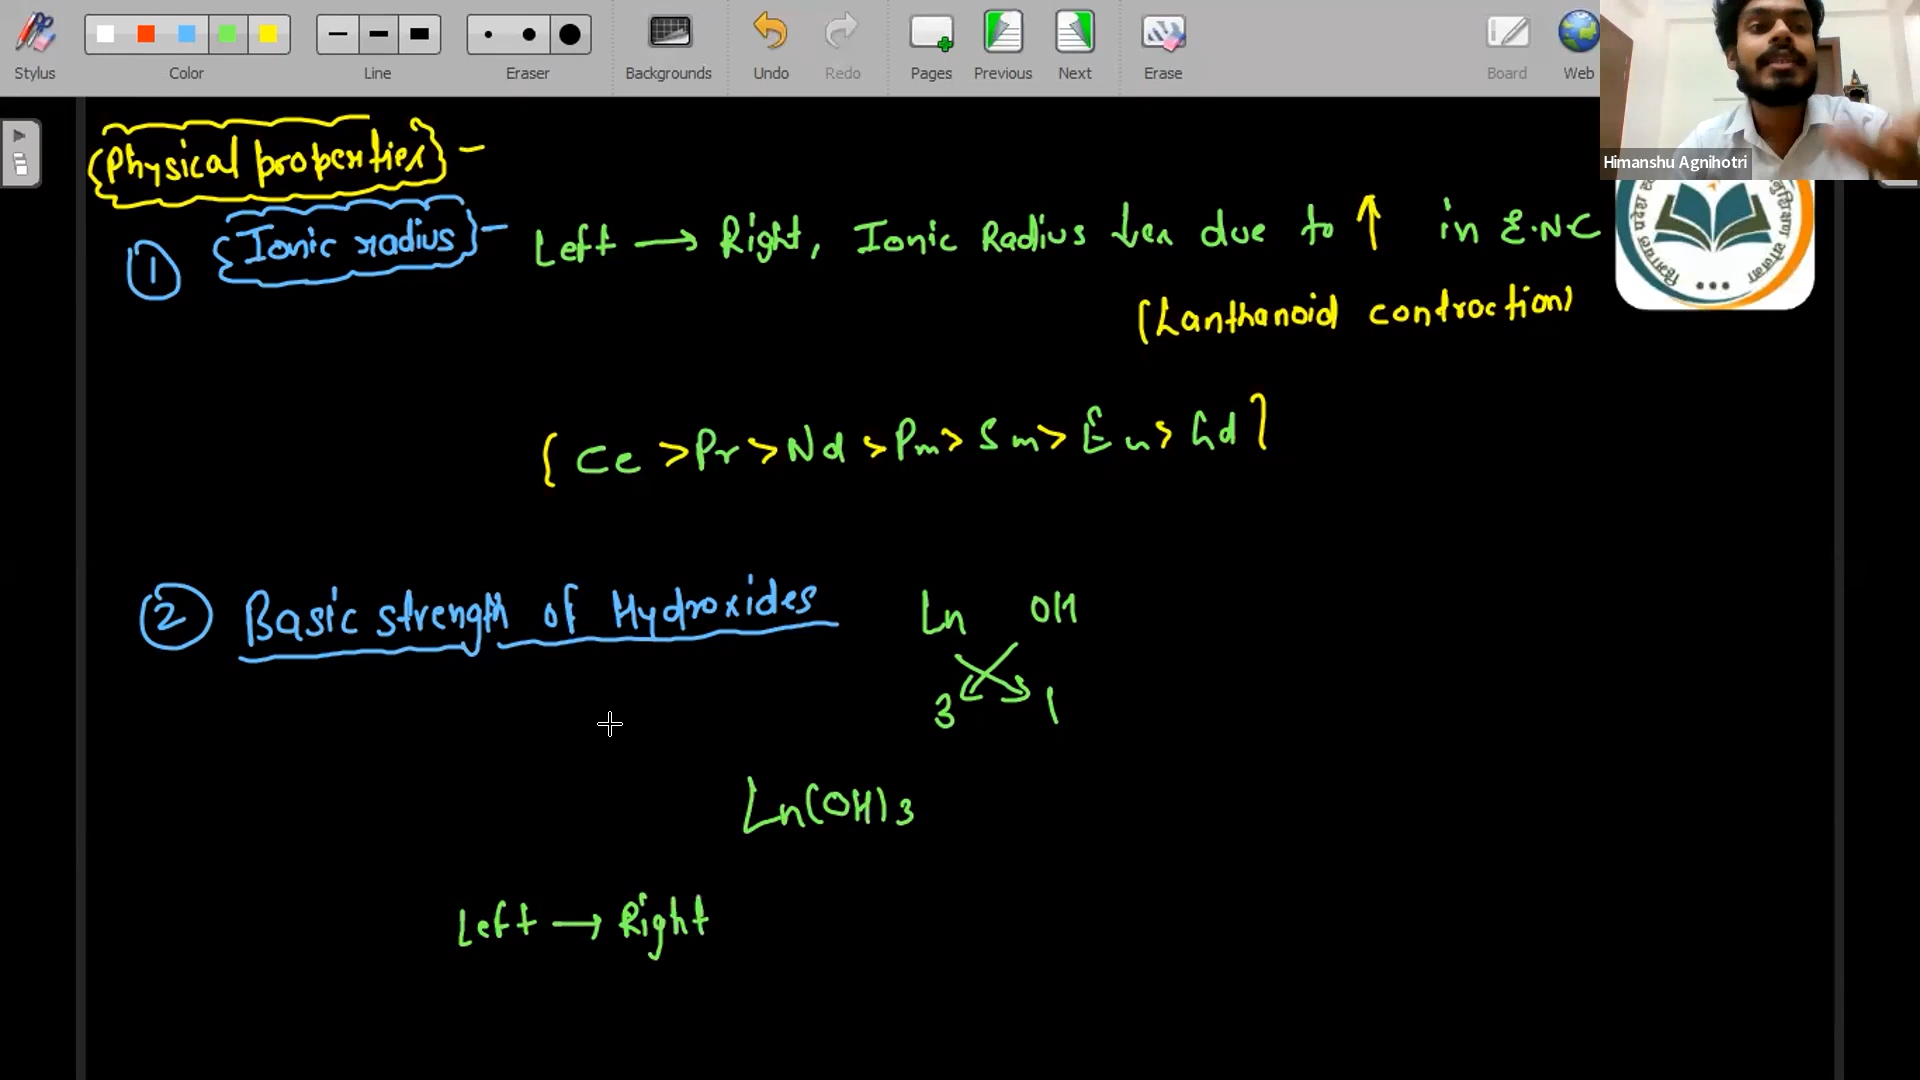 Stylus Color Line Eraser Backgrounds Undo Redo Pages Previous Next Erase Board Web
Himanshu Agnihotri
Physical properties -
1 Ionic radius - Left → Right, Ionic Radius due to ↑ in E.N.C
(Lanthanoid contraction)
{ Ce > Pr > Nd > Pm > Sm > Eu > Gd }
2 Basic strength of Hydroxides Ln OH
3 1
Ln(OH)3
Left → Right